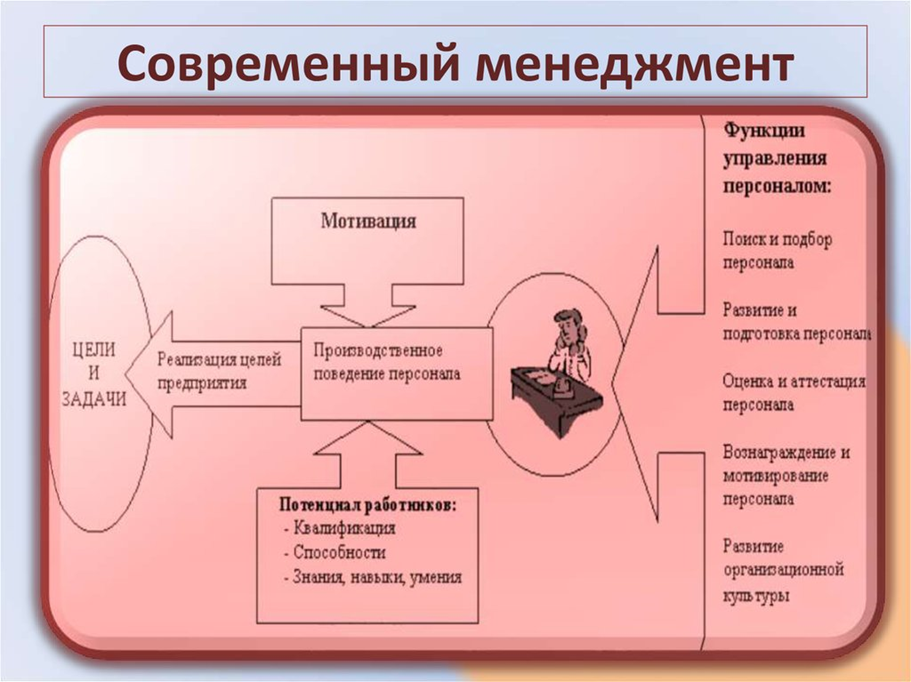 Современный менеджмент
ЦЕЛИ
И
ЗАДАЧИ
Реализация целей
предприятия
Мотивация
Производственное
поведение персонала
Потенциал работников:
- Квалификация
- Способности
- Знания, навыки, умения
Функции
управления
персоналом:
Поиск и подбор
персонала
Развитие и
подготовка персонала
Оценка и аттестация
персонала
Вознаграждение и
мотивирование
персонала
Развитие
организационной
культуры